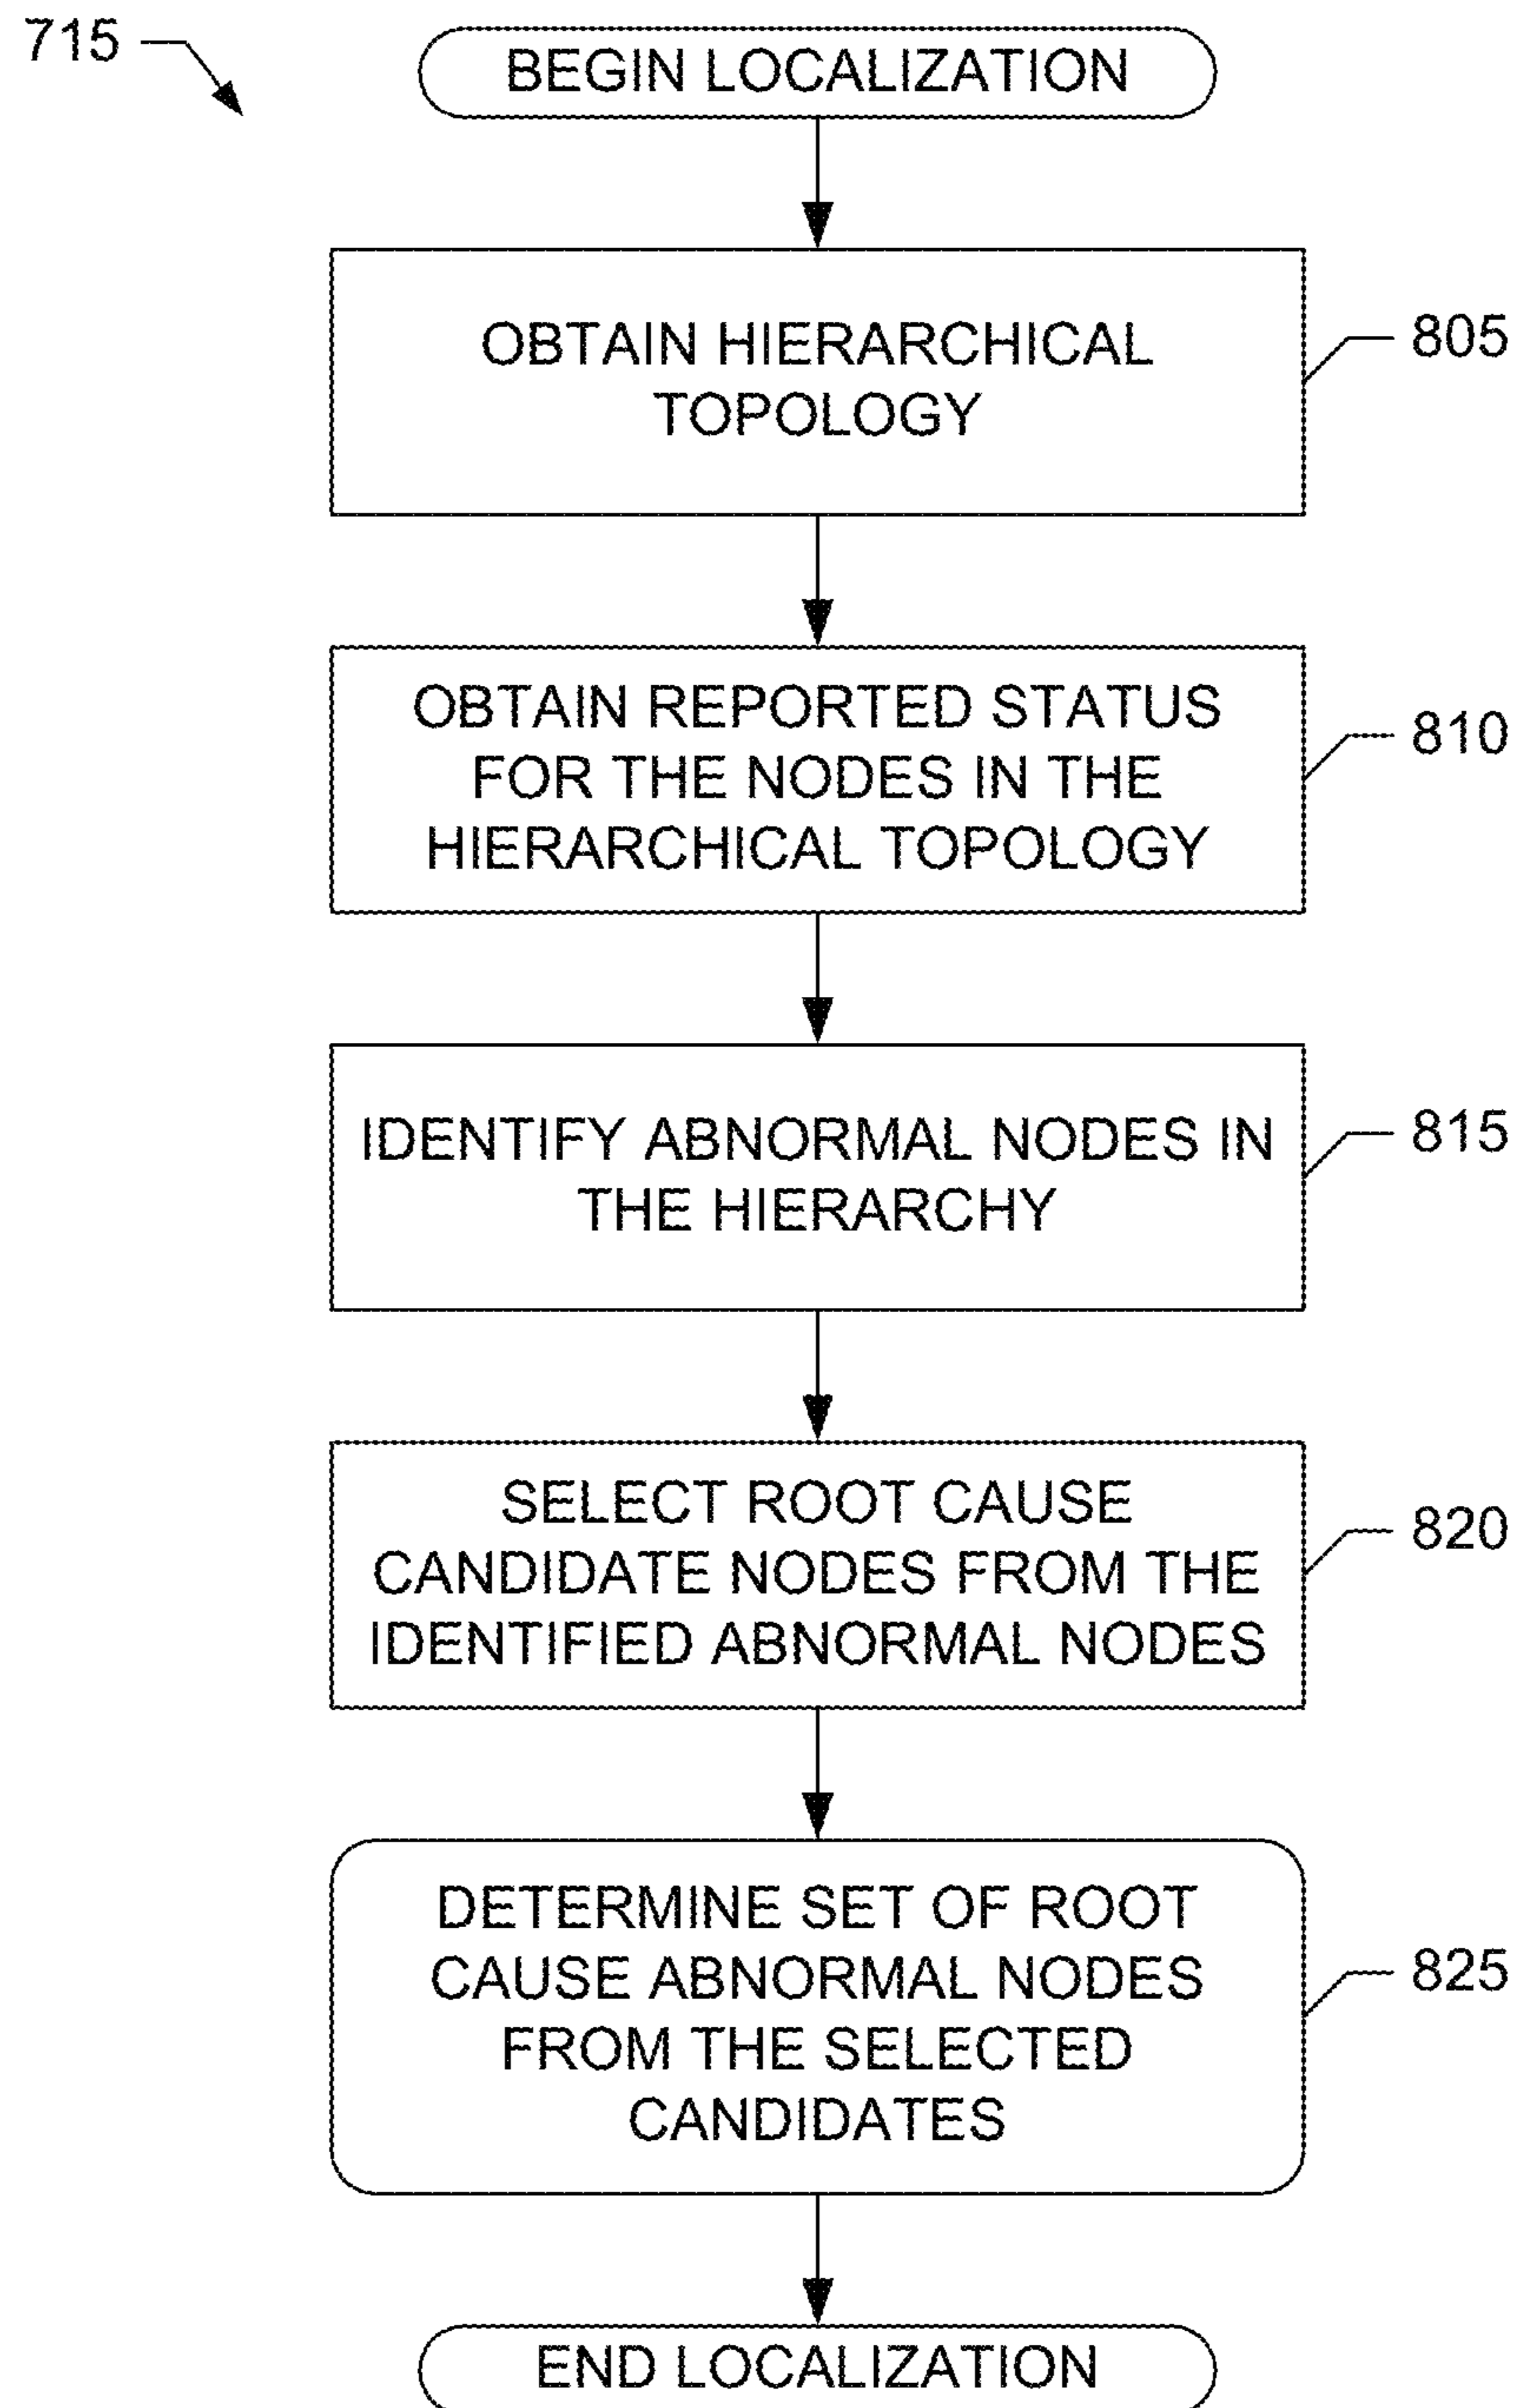 715
BEGIN LOCALIZATION
OBTAIN HIERARCHICAL
TOPOLOGY
805
OBTAIN REPORTED STATUS
FOR THE NODES IN THE
HIERARCHICAL TOPOLOGY
810
IDENTIFY ABNORMAL NODES IN
THE HIERARCHY
815
SELECT ROOT CAUSE
CANDIDATE NODES FROM THE
IDENTIFIED ABNORMAL NODES
820
DETERMINE SET OF ROOT
CAUSE ABNORMAL NODES
FROM THE SELECTED
CANDIDATES
825
END LOCALIZATION